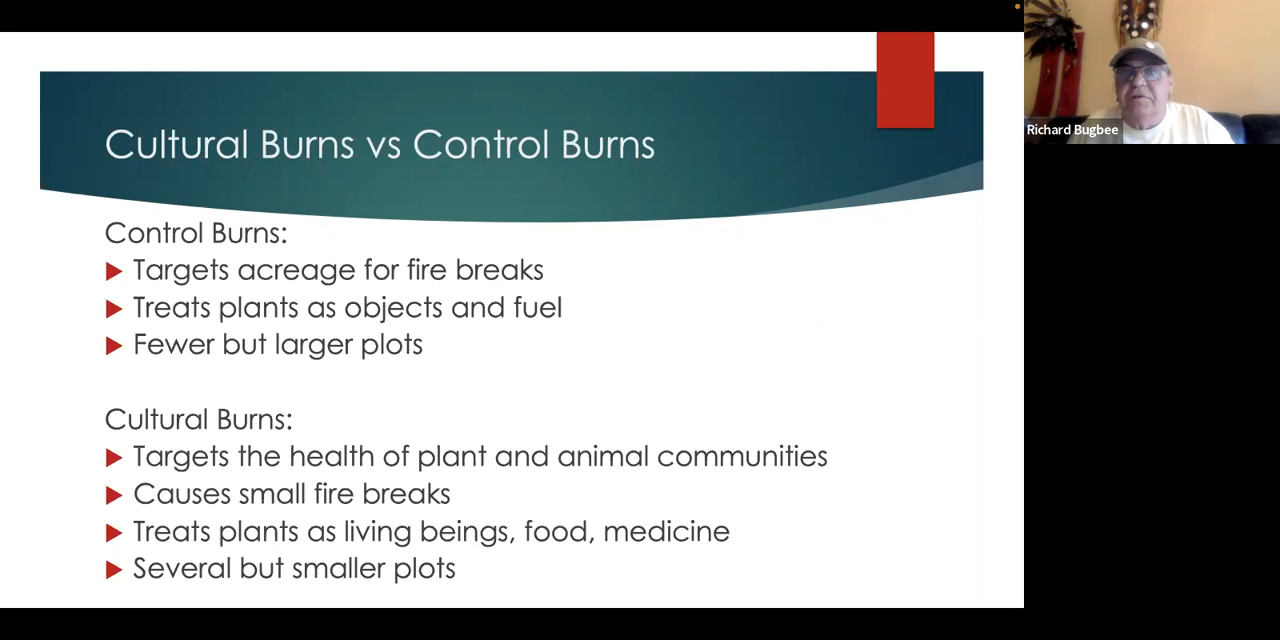 Cultural Burns vs Control Burns
Richard Bugbee
Control Burns:
Targets acreage for fire breaks
Treats plants as objects and fuel
Fewer but larger plots
Cultural Burns:
Targets the health of plant and animal communities
Causes small fire breaks
Treats plants as living beings, food, medicine
Several but smaller plots